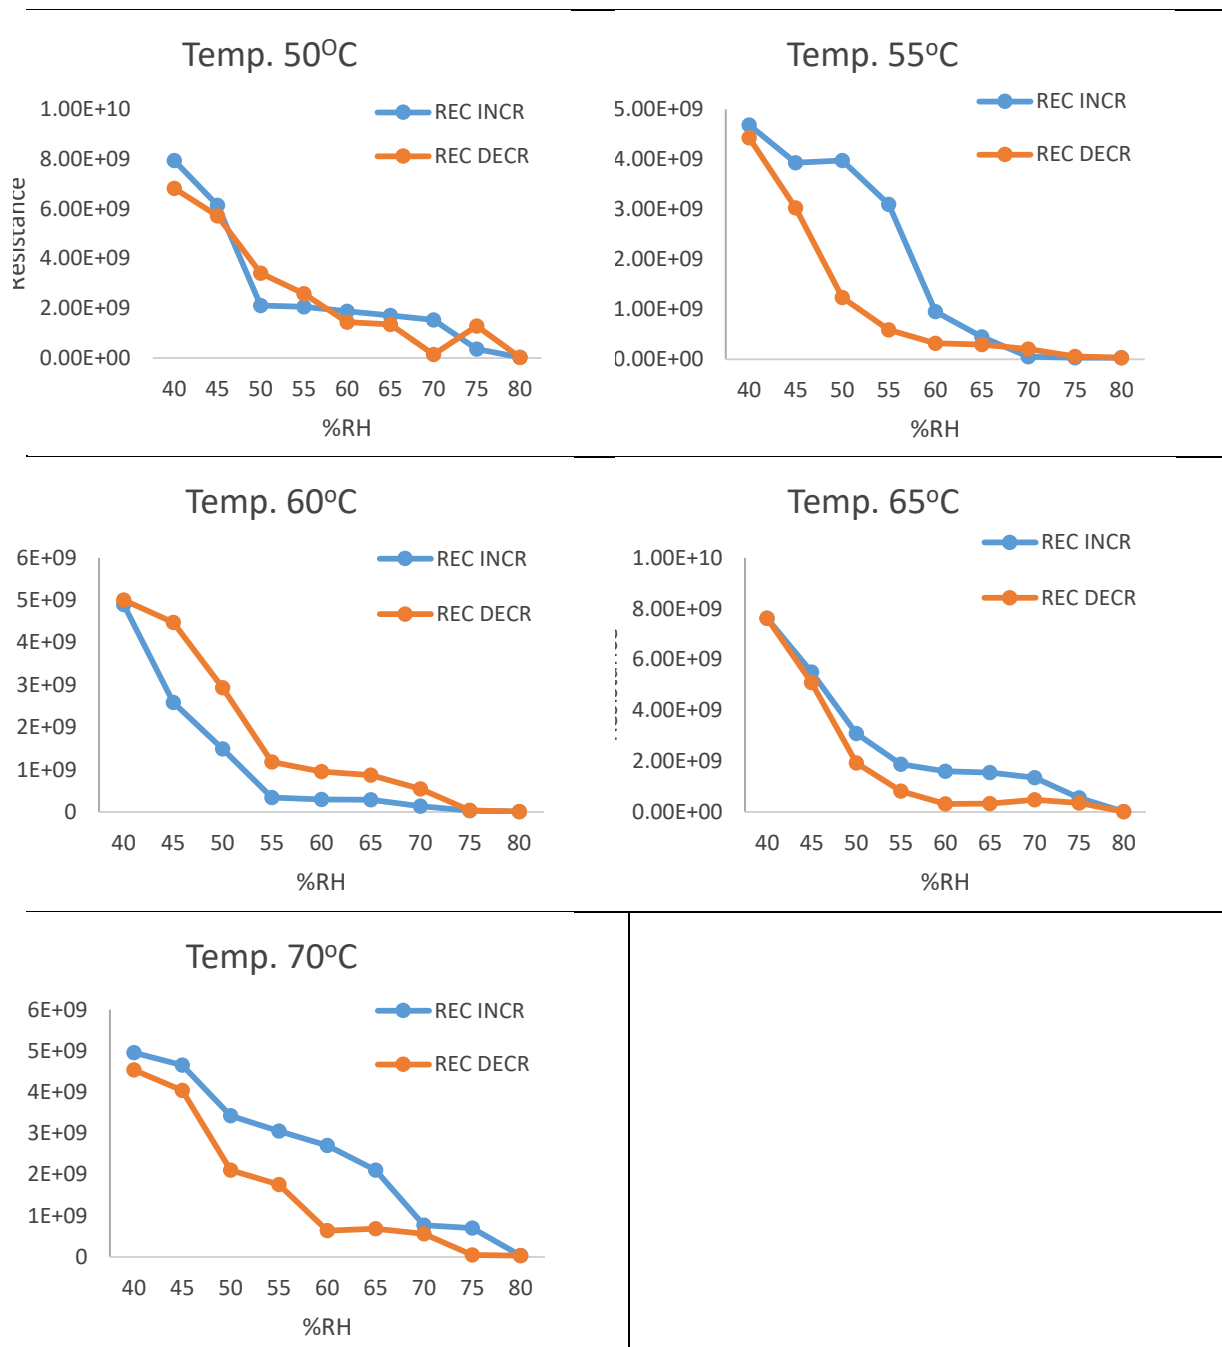 Temp. 50⁰C
REC INCR
REC DECR
1.00E+10
8.00E+09
6.00E+09
4.00E+09
2.00E+09
0.00E+00
Resistance
40 45 50 55 60 65 70 75 80
%RH
Temp. 55ᵒC
REC INCR
REC DECR
5.00E+09
4.00E+09
3.00E+09
2.00E+09
1.00E+09
0.00E+00
40 45 50 55 60 65 70 75 80
%RH
Temp. 60ᵒC
REC INCR
REC DECR
6E+09
5E+09
4E+09
3E+09
2E+09
1E+09
0
40 45 50 55 60 65 70 75 80
%RH
Temp. 65ᵒC
REC INCR
REC DECR
1.00E+10
8.00E+09
6.00E+09
4.00E+09
2.00E+09
0.00E+00
40 45 50 55 60 65 70 75 80
%RH
Temp. 70ᵒC
REC INCR
REC DECR
6E+09
5E+09
4E+09
3E+09
2E+09
1E+09
0
40 45 50 55 60 65 70 75 80
%RH